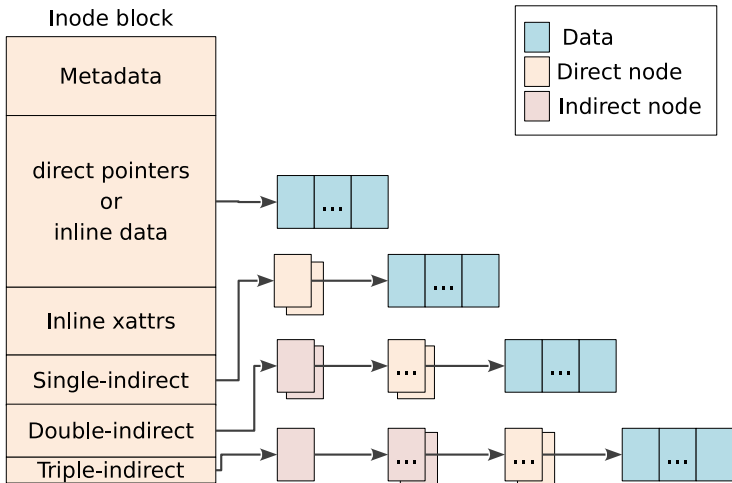 Inode block
Metadata
direct pointers
or
inline data
Inline xattrs
Single-indirect
Double-indirect
Triple-indirect
Data
Direct node
Indirect node
...
...
...
...
...
...
...